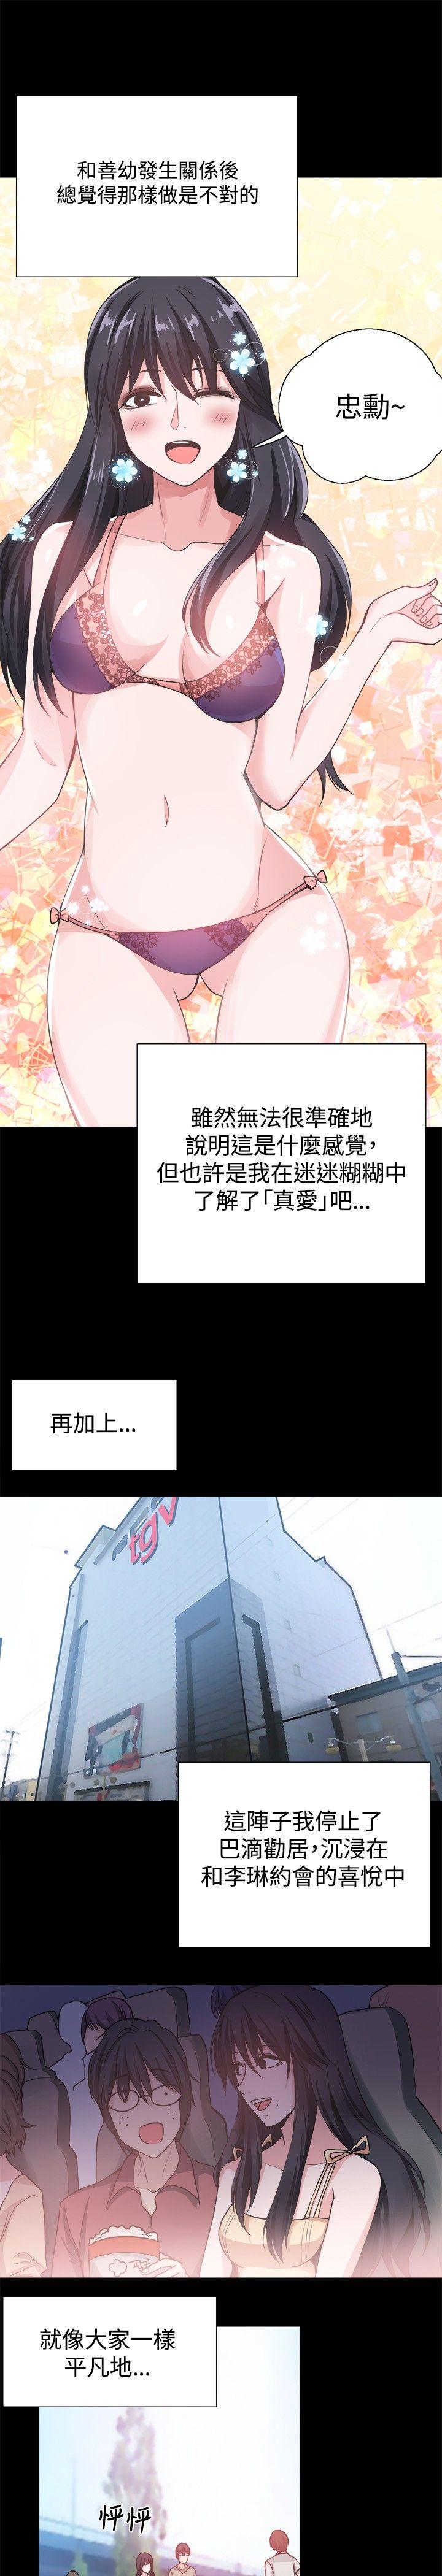 和善幼發生關係後
總覺得那樣做是不對的
忠勳~
雖然無法很準確地
說明這是什麼感覺,
但也許是我在迷迷糊糊中
了解了「真愛」吧...
再加上...
tgv
這陣子我停止了
巴滴勸居,沉浸在
和李琳約會的喜悅中
就像大家一樣
平凡地...
怦怦